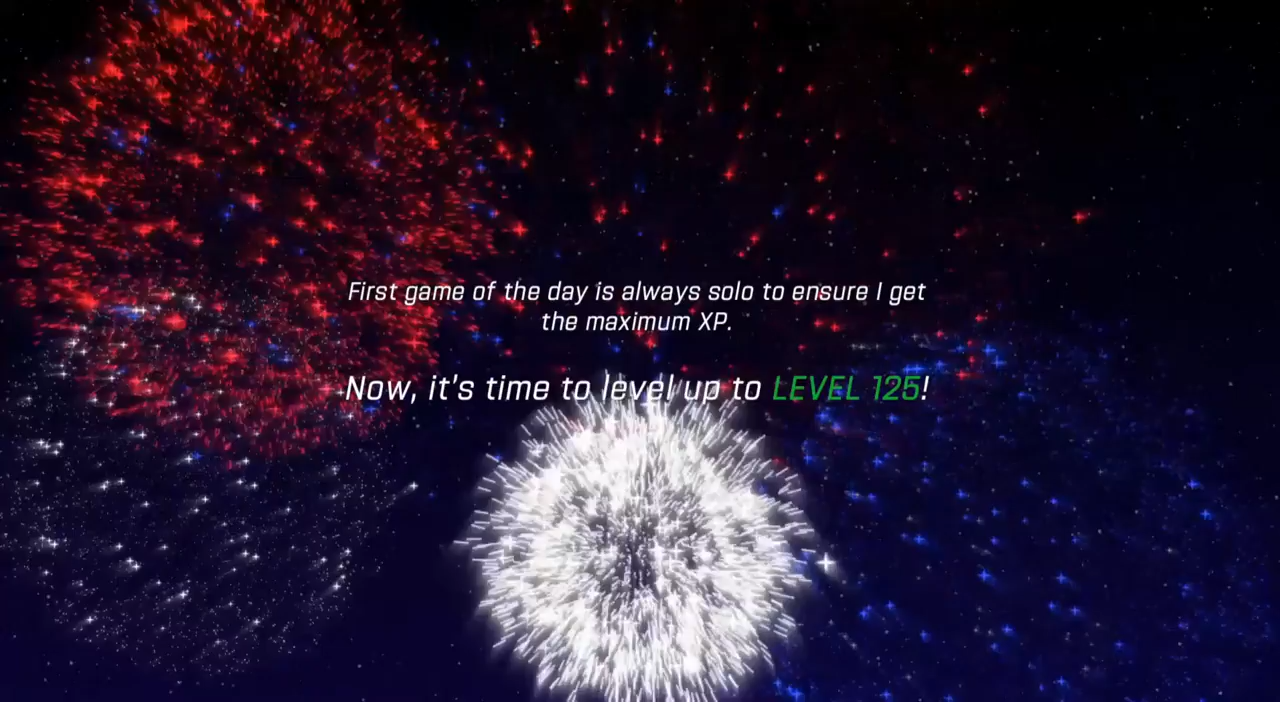 First game of the day is always solo to ensure I get
the maximum XP.
Now, it's time to level up to LEVEL 125!